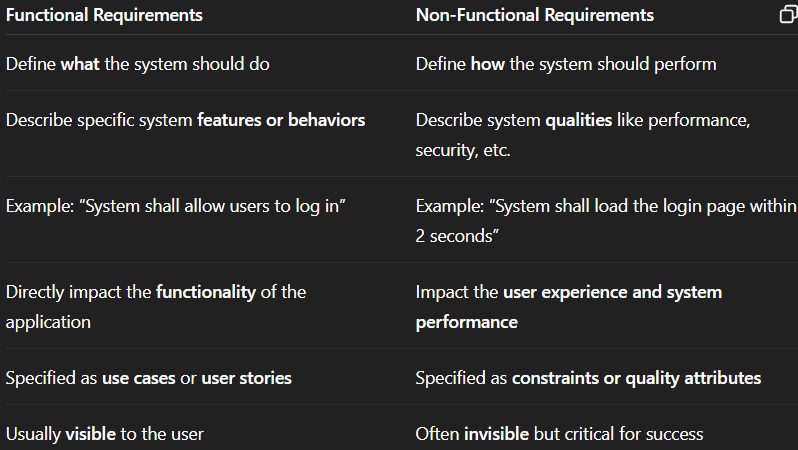 Functional Requirements
Non-Functional Requirements
Define what the system should do
Define how the system should perform
Describe specific system features or behaviors
Describe system qualities like performance,
security, etc.
Example: “System shall allow users to log in”
Example: “System shall load the login page within
2 seconds”
Directly impact the functionality of the
application
Impact the user experience and system
performance
Specified as use cases or user stories
Specified as constraints or quality attributes
Usually visible to the user
Often invisible but critical for success